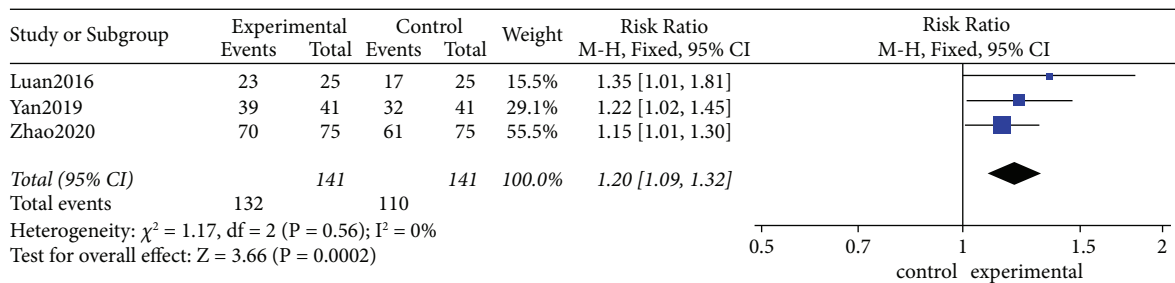 Study or Subgroup Experimental Control Weight Risk Ratio Risk Ratio
Events Total Events Total M-H, Fixed, 95% CI M-H, Fixed, 95% CI
Luan2016 23 25 17 25 15.5% 1.35 [1.01, 1.81]
Yan2019 39 41 32 41 29.1% 1.22 [1.02, 1.45]
Zhao2020 70 75 61 75 55.5% 1.15 [1.01, 1.30]
Total (95% CI) 141 141 100.0% 1.20 [1.09, 1.32]
Total events 132 110
Heterogeneity: χ² = 1.17, df = 2 (P = 0.56); I² = 0%
Test for overall effect: Z = 3.66 (P = 0.0002)
0.5 0.7 1 1.5 2
control experimental